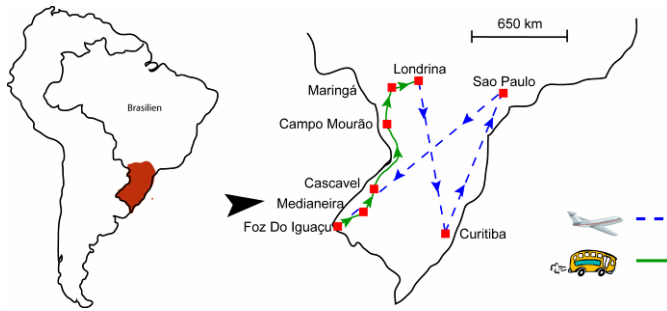 Brasilien
650 km
Londrina
Sao Paulo
Maringá
Campo Mourão
Cascavel
Medianeira
Foz Do Iguaçu
Curitiba